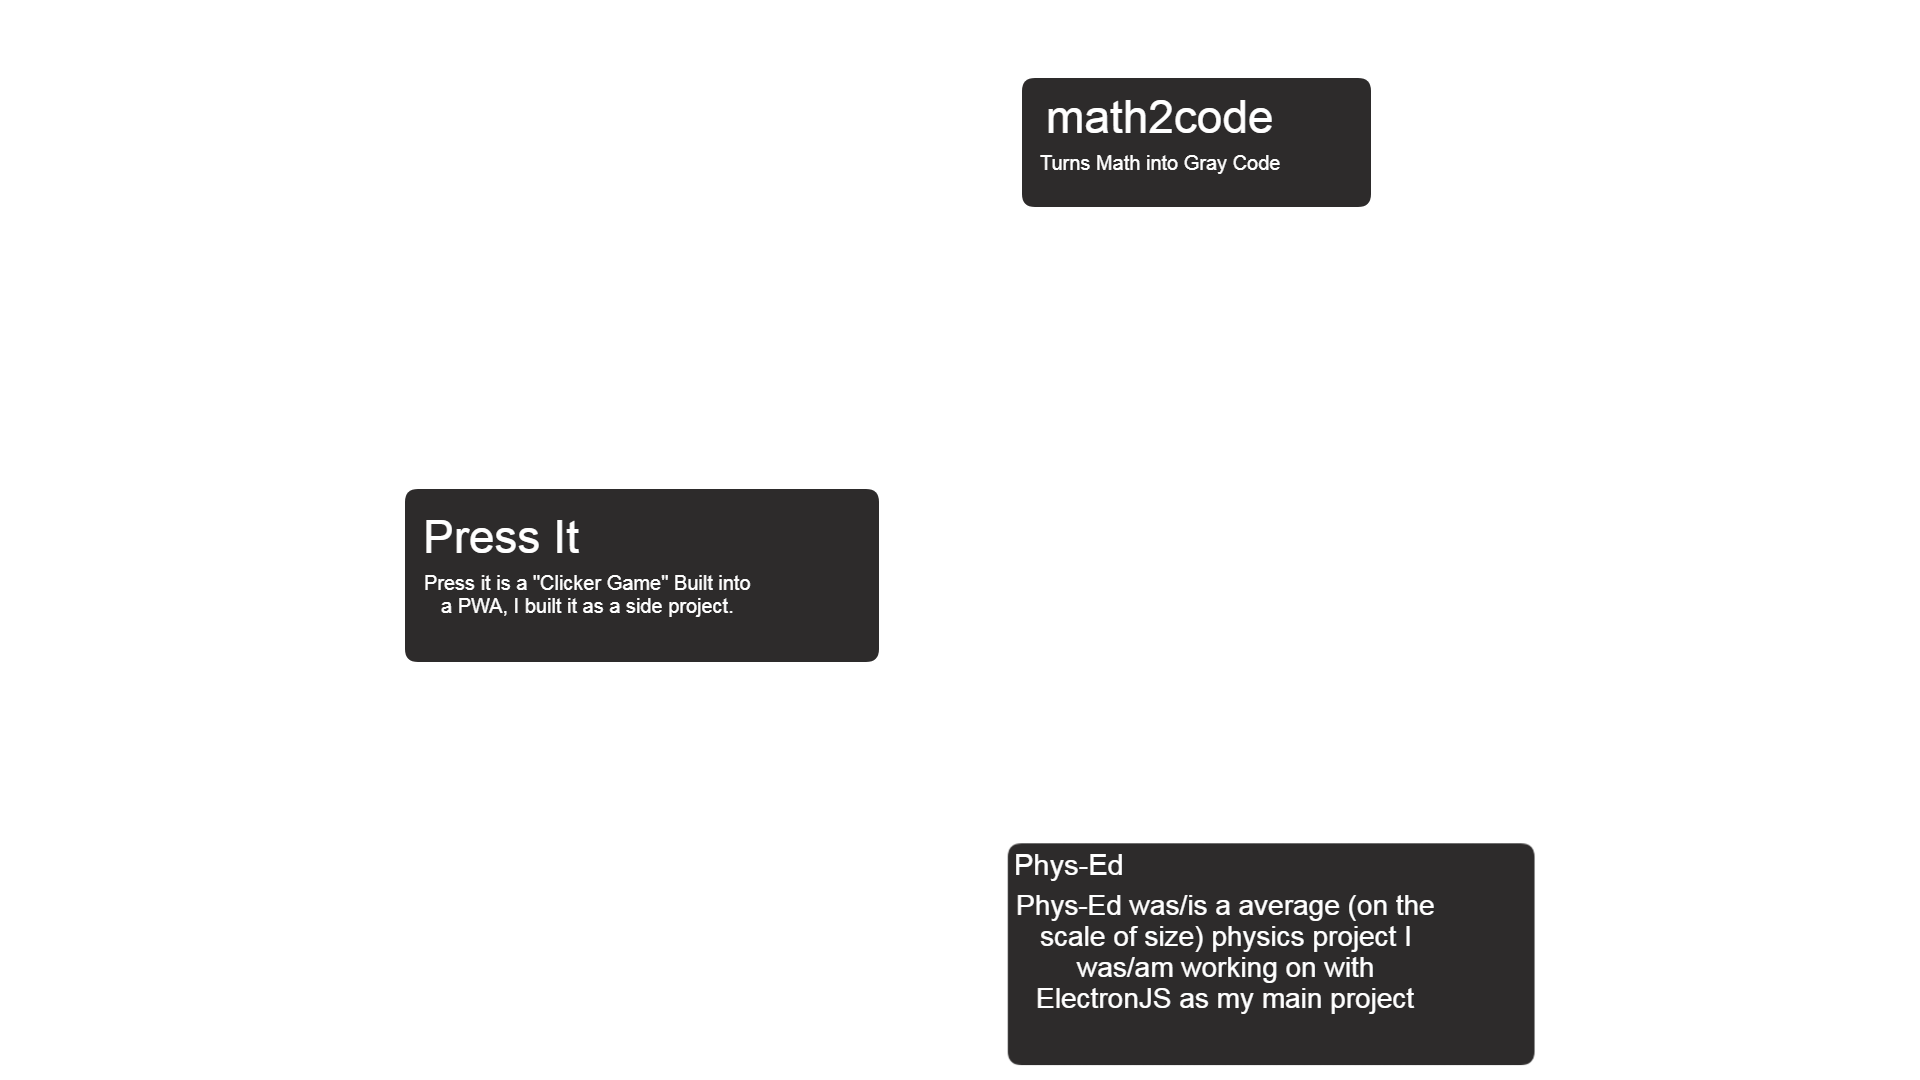 math2code
Turns Math into Gray Code
Press It
Press it is a "Clicker Game" Built into
a PWA, I built it as a side project.
Phys-Ed
Phys-Ed was/is a average (on the
scale of size) physics project I
was/am working on with
ElectronJS as my main project